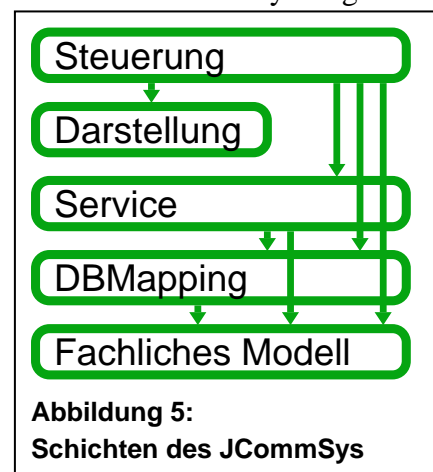 Steuerung
Darstellung
Service
DBMapping
Fachliches Modell
Abbildung 5:
Schichten des JCommSys